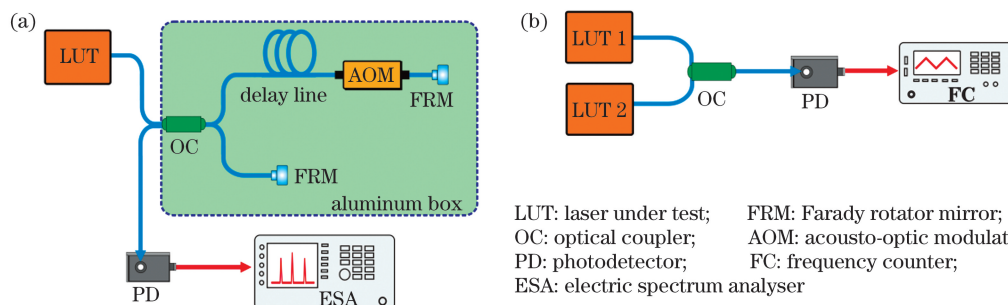 (a)
LUT
delay line
AOM
FRM
OC
FRM
aluminum box
PD
ESA
(b)
LUT 1
LUT 2
OC
PD
FC
LUT: laser under test; FRM: Farady rotator mirror;
OC: optical coupler; AOM: acousto-optic modulat
PD: photodetector; FC: frequency counter;
ESA: electric spectrum analyser